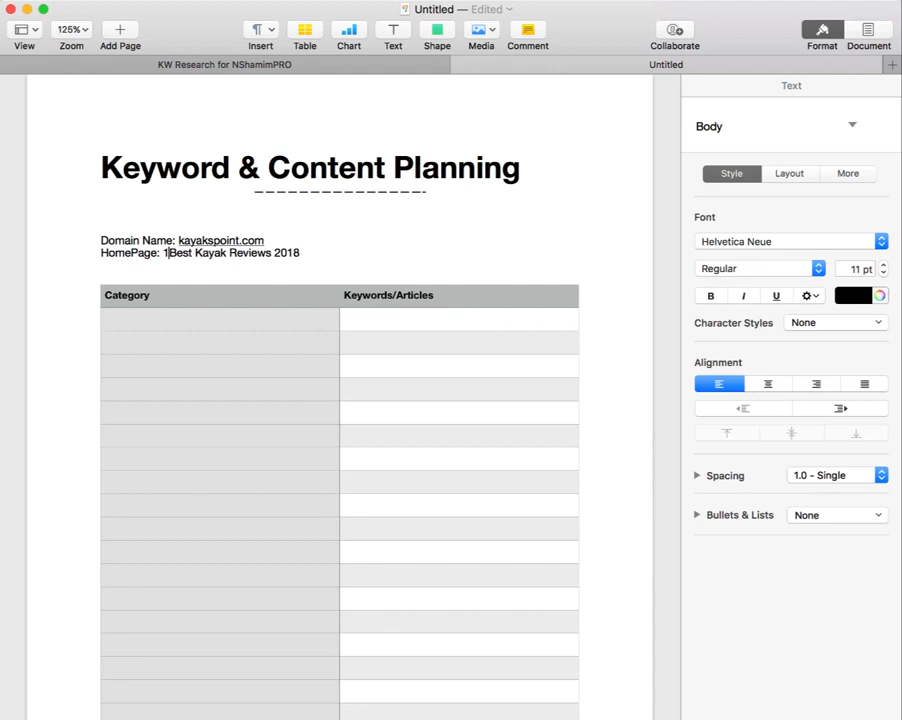 Untitled — Edited
125%
View
Zoom
Add Page
Insert
Table
Chart
Text
Shape
Media
Comment
Collaborate
Format
Document
KW Research for NShamimPRO
Untitled
Text
Keyword & Content Planning
Domain Name: kayakspoint.com
HomePage: 1Best Kayak Reviews 2018
Category
Keywords/Articles
Body
Style
Layout
More
Font
Helvetica Neue
Regular
11 pt
B
I
U
Character Styles
None
Alignment
Spacing
1.0 - Single
Bullets & Lists
None